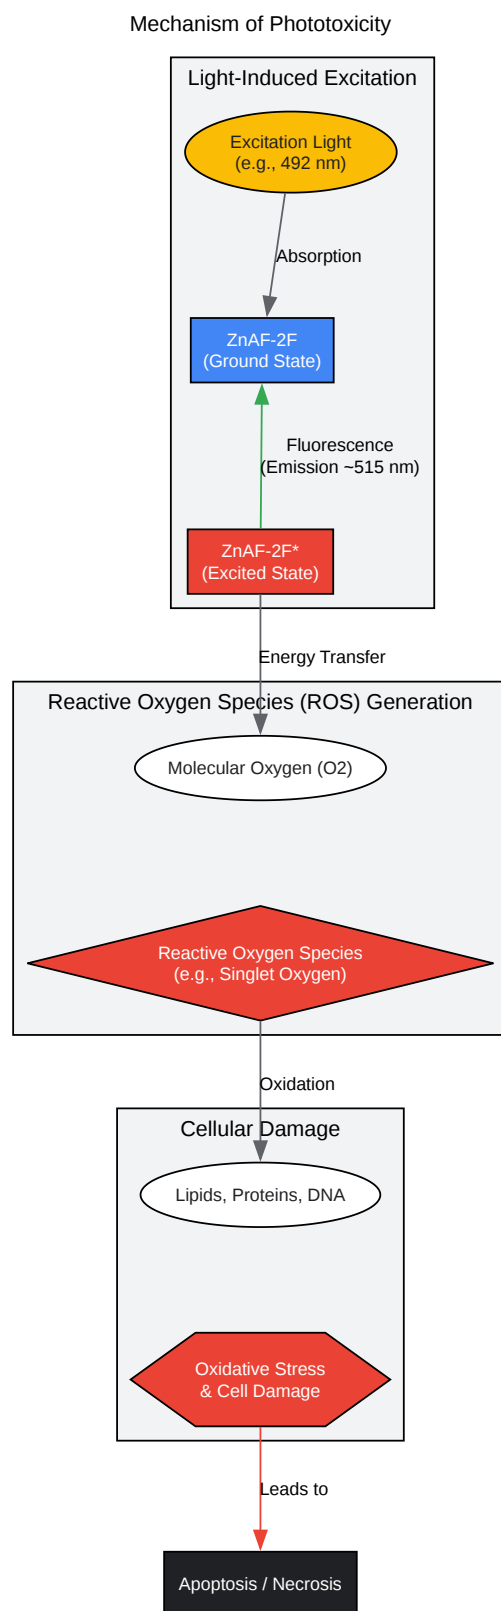 Mechanism of Phototoxicity
Light-Induced Excitation
Excitation Light
(e.g., 492 nm)
Absorption
ZnAF-2F
(Ground State)
Fluorescence
(Emission ~515 nm)
ZnAF-2F*
(Excited State)
Energy Transfer
Reactive Oxygen Species (ROS) Generation
Molecular Oxygen (O2)
Reactive Oxygen Species
(e.g., Singlet Oxygen)
Oxidation
Cellular Damage
Lipids, Proteins, DNA
Oxidative Stress
& Cell Damage
Leads to
Apoptosis / Necrosis